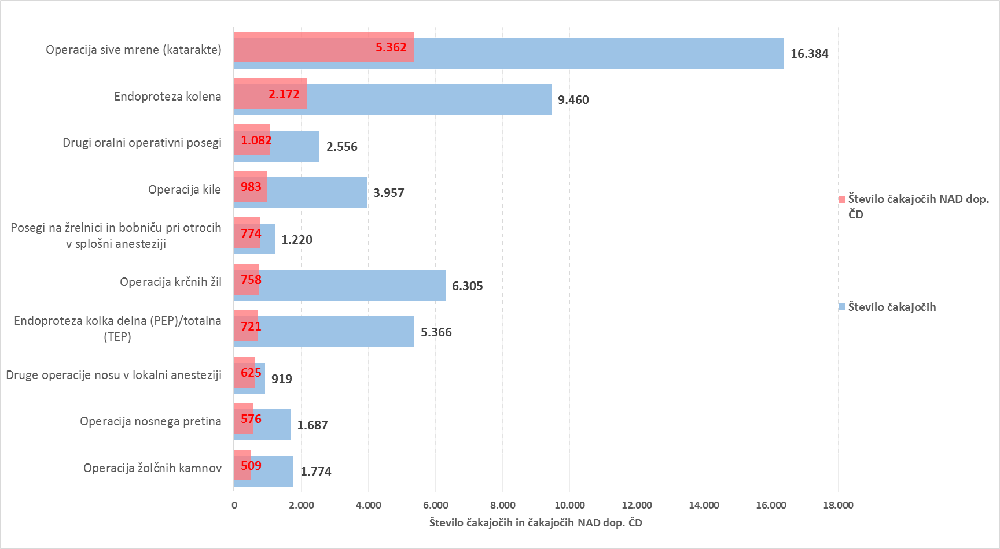 Operacija sive mrene (katarakte)
5.362
16.384
Endoproteza kolena
2.172
9.460
Drugi oralni operativni posegi
1.082
2.556
Operacija kile
983
3.957
Posegi na žrelnici in bobniču pri otrocih
v splošni anesteziji
774
1.220
Operacija krčnih žil
758
6.305
Endoproteza kolka delna (PEP)/totalna
(TEP)
721
5.366
Druge operacije nosu v lokalni anesteziji
625
919
Operacija nosnega pretina
576
1.687
Operacija žolčnih kamnov
509
1.774
0
2.000
4.000
6.000
8.000
10.000
12.000
14.000
16.000
18.000
Število čakajočih in čakajočih NAD dop. ČD
Število čakajočih NAD dop.
ČD
Število čakajočih